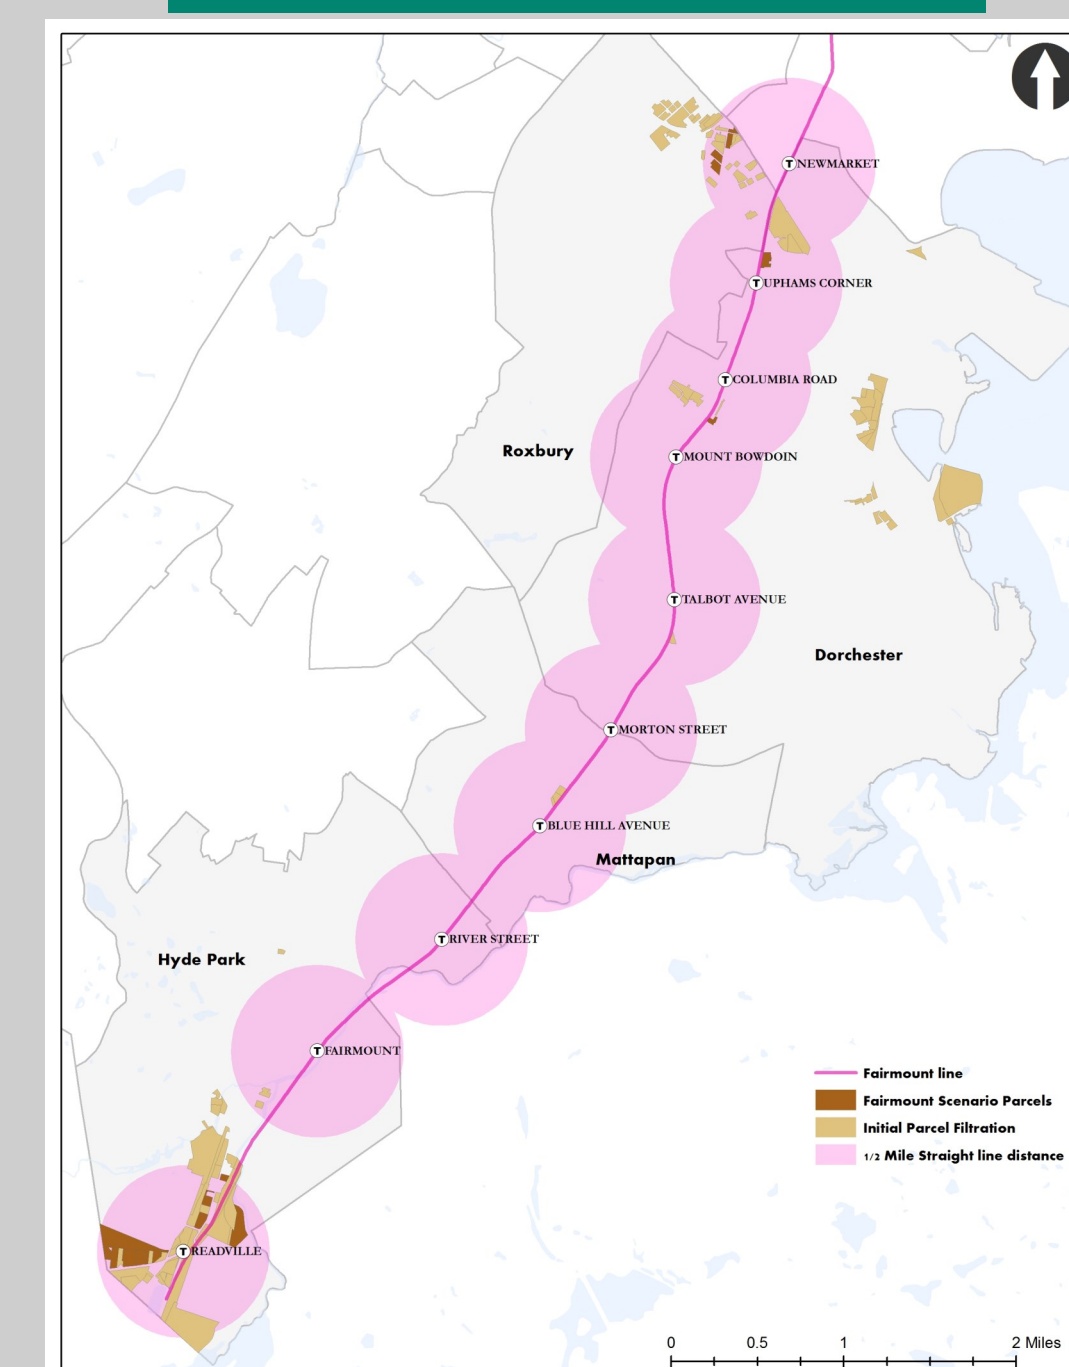 T NEWMARKET
T UPHAMS CORNER
T COLUMBIA ROAD
Roxbury
T MOUNT BOWDOIN
T TALBOT AVENUE
Dorchester
T MORTON STREET
T BLUE HILL AVENUE
Mattapan
T RIVER STREET
Hyde Park
T FAIRMOUNT
Fairmount line
Fairmount Scenario Parcels
Initial Parcel Filtration
1/2 Mile Straight line distance
T READVILLE
0 0.5 1 2 Miles